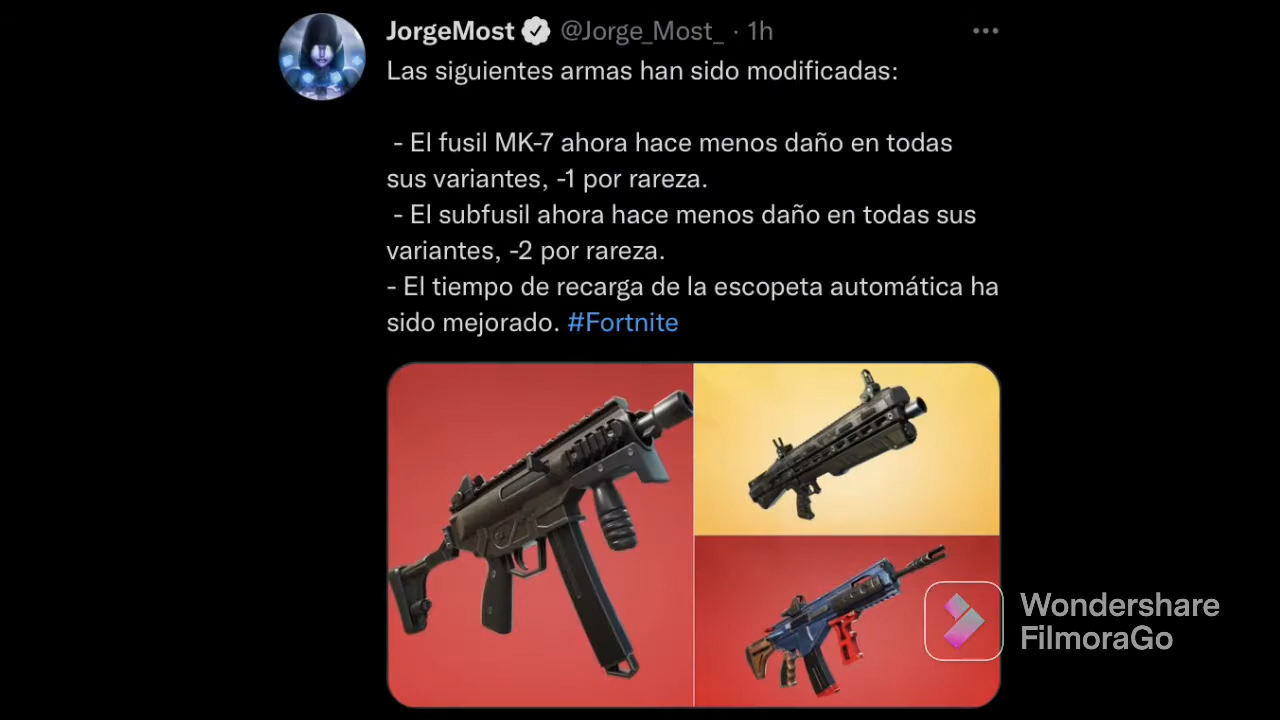 JorgeMost @Jorge_Most_ · 1h
Las siguientes armas han sido modificadas:
- El fusil MK-7 ahora hace menos daño en todas
sus variantes, -1 por rareza.
- El subfusil ahora hace menos daño en todas sus
variantes, -2 por rareza.
- El tiempo de recarga de la escopeta automática ha
sido mejorado. #Fortnite
Wondershare
FilmoraGo